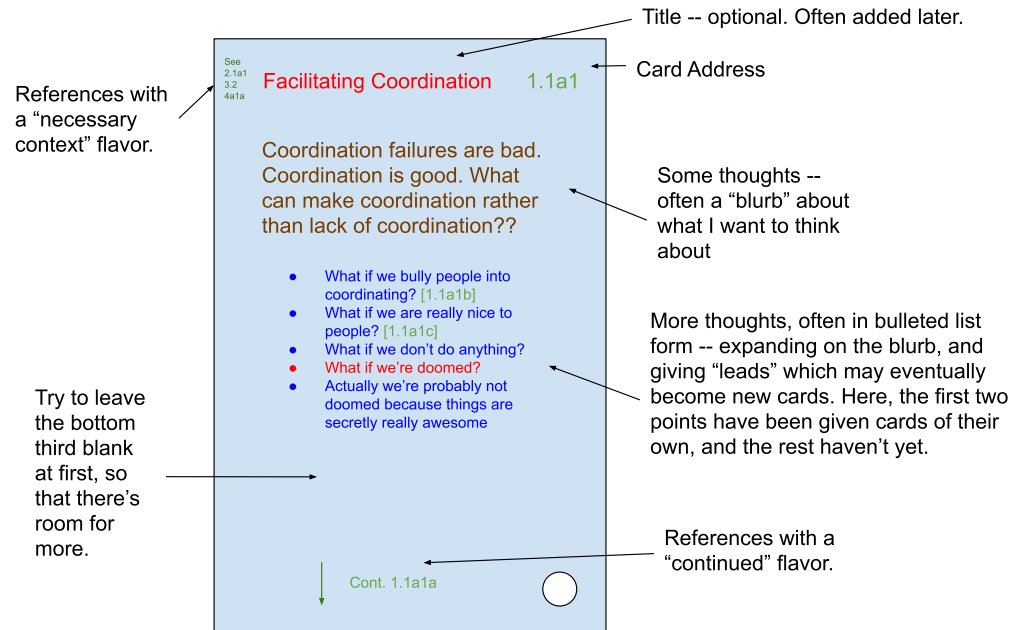 Title -- optional. Often added later.
Card Address
See
2.1a1
3.2
4a1a
Facilitating Coordination
1.1a1
References with
a “necessary
context” flavor.
Coordination failures are bad.
Coordination is good. What
can make coordination rather
than lack of coordination??
Some thoughts --
often a “blurb” about
what I want to think
about
● What if we bully people into
coordinating? [1.1a1b]
● What if we are really nice to
people? [1.1a1c]
● What if we don’t do anything?
● What if we’re doomed?
● Actually we’re probably not
doomed because things are
secretly really awesome
More thoughts, often in bulleted list
form -- expanding on the blurb, and
giving “leads” which may eventually
become new cards. Here, the first two
points have been given cards of their
own, and the rest haven’t yet.
Try to leave
the bottom
third blank
at first, so
that there’s
room for
more.
References with a
“continued” flavor.
Cont. 1.1a1a